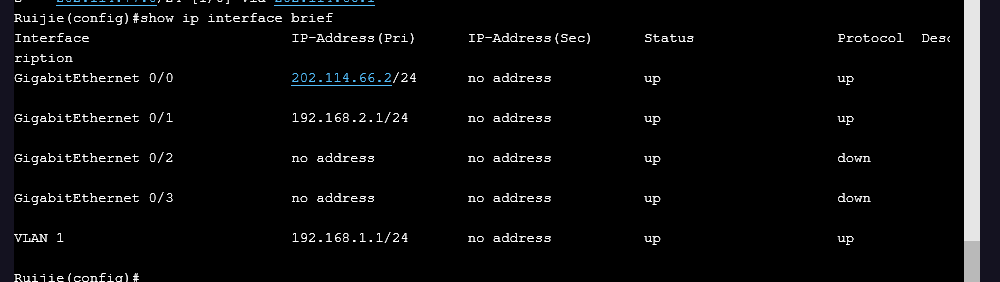 Ruijie(config)#show ip interface brief
Interface IP-Address(Pri) IP-Address(Sec) Status Protocol Desc
ription
GigabitEthernet 0/0 202.114.66.2/24 no address up up
GigabitEthernet 0/1 192.168.2.1/24 no address up up
GigabitEthernet 0/2 no address no address up down
GigabitEthernet 0/3 no address no address up down
VLAN 1 192.168.1.1/24 no address up up
Ruijie(config)#